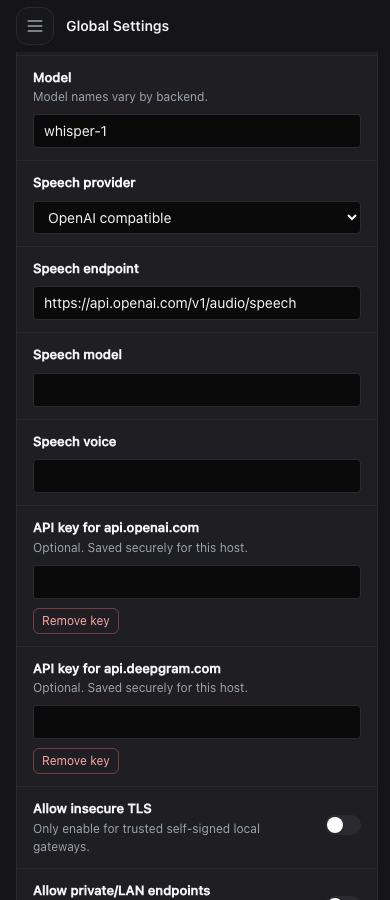 Global Settings
Model
Model names vary by backend.
whisper-1
Speech provider
OpenAI compatible
Speech endpoint
https://api.openai.com/v1/audio/speech
Speech model
Speech voice
API key for api.openai.com
Optional. Saved securely for this host.
Remove key
API key for api.deepgram.com
Optional. Saved securely for this host.
Remove key
Allow insecure TLS
Only enable for trusted self-signed local
gateways.
Allow private/LAN endpoints